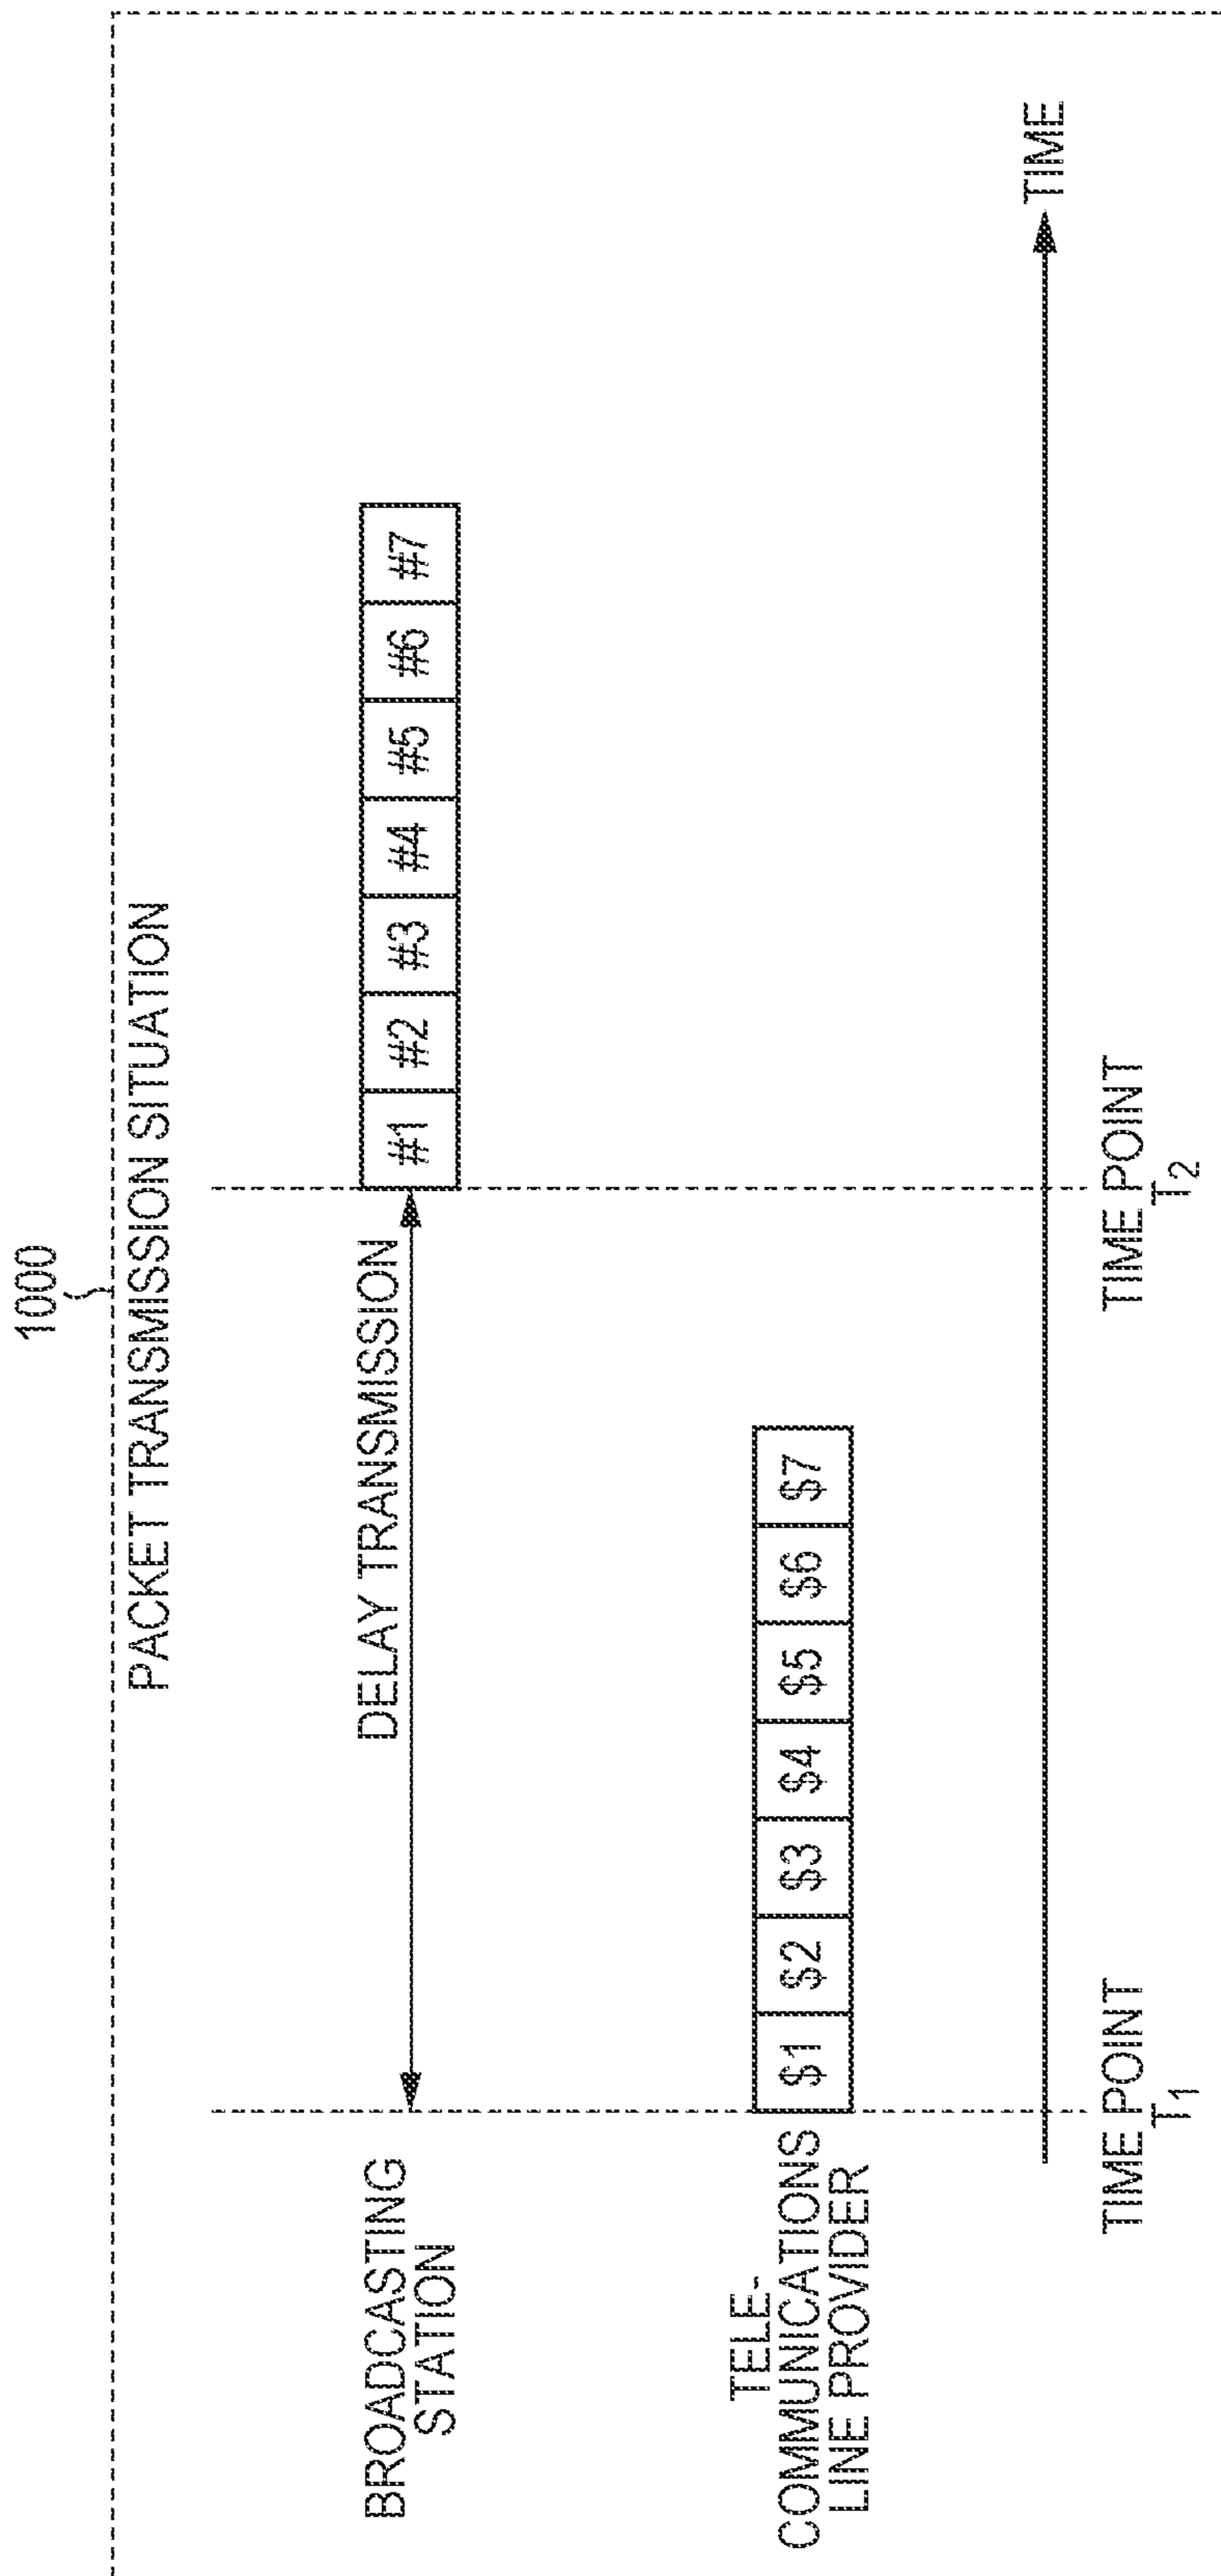 1000
PACKET TRANSMISSION SITUATION
BROADCASTING
STATION
DELAY TRANSMISSION
#1 #2 #3 #4 #5 #6 #7
TELE-
COMMUNICATIONS
LINE PROVIDER
$1 $2 $3 $4 $5 $6 $7
TIME
TIME POINT
T1
TIME POINT
T2